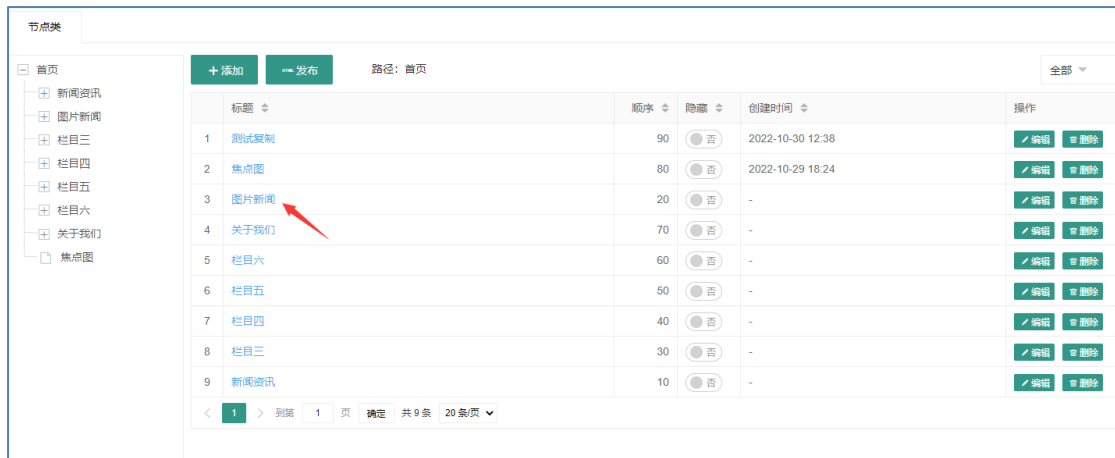 节点类
首页
新闻资讯
图片新闻
栏目三
栏目四
栏目五
栏目六
关于我们
焦点图
添加 HTML 发布 路径：首页 全部
标题 顺序 隐藏 创建时间 操作
1 测试复制 90 否 2022-10-30 12:38 编辑 删除
2 焦点图 80 否 2022-10-29 18:24 编辑 删除
3 图片新闻 20 否 - 编辑 删除
4 关于我们 70 否 - 编辑 删除
5 栏目六 60 否 - 编辑 删除
6 栏目五 50 否 - 编辑 删除
7 栏目四 40 否 - 编辑 删除
8 栏目三 30 否 - 编辑 删除
9 新闻资讯 10 否 - 编辑 删除
1 到第 1 页 确定 共 9 条 20 条/页